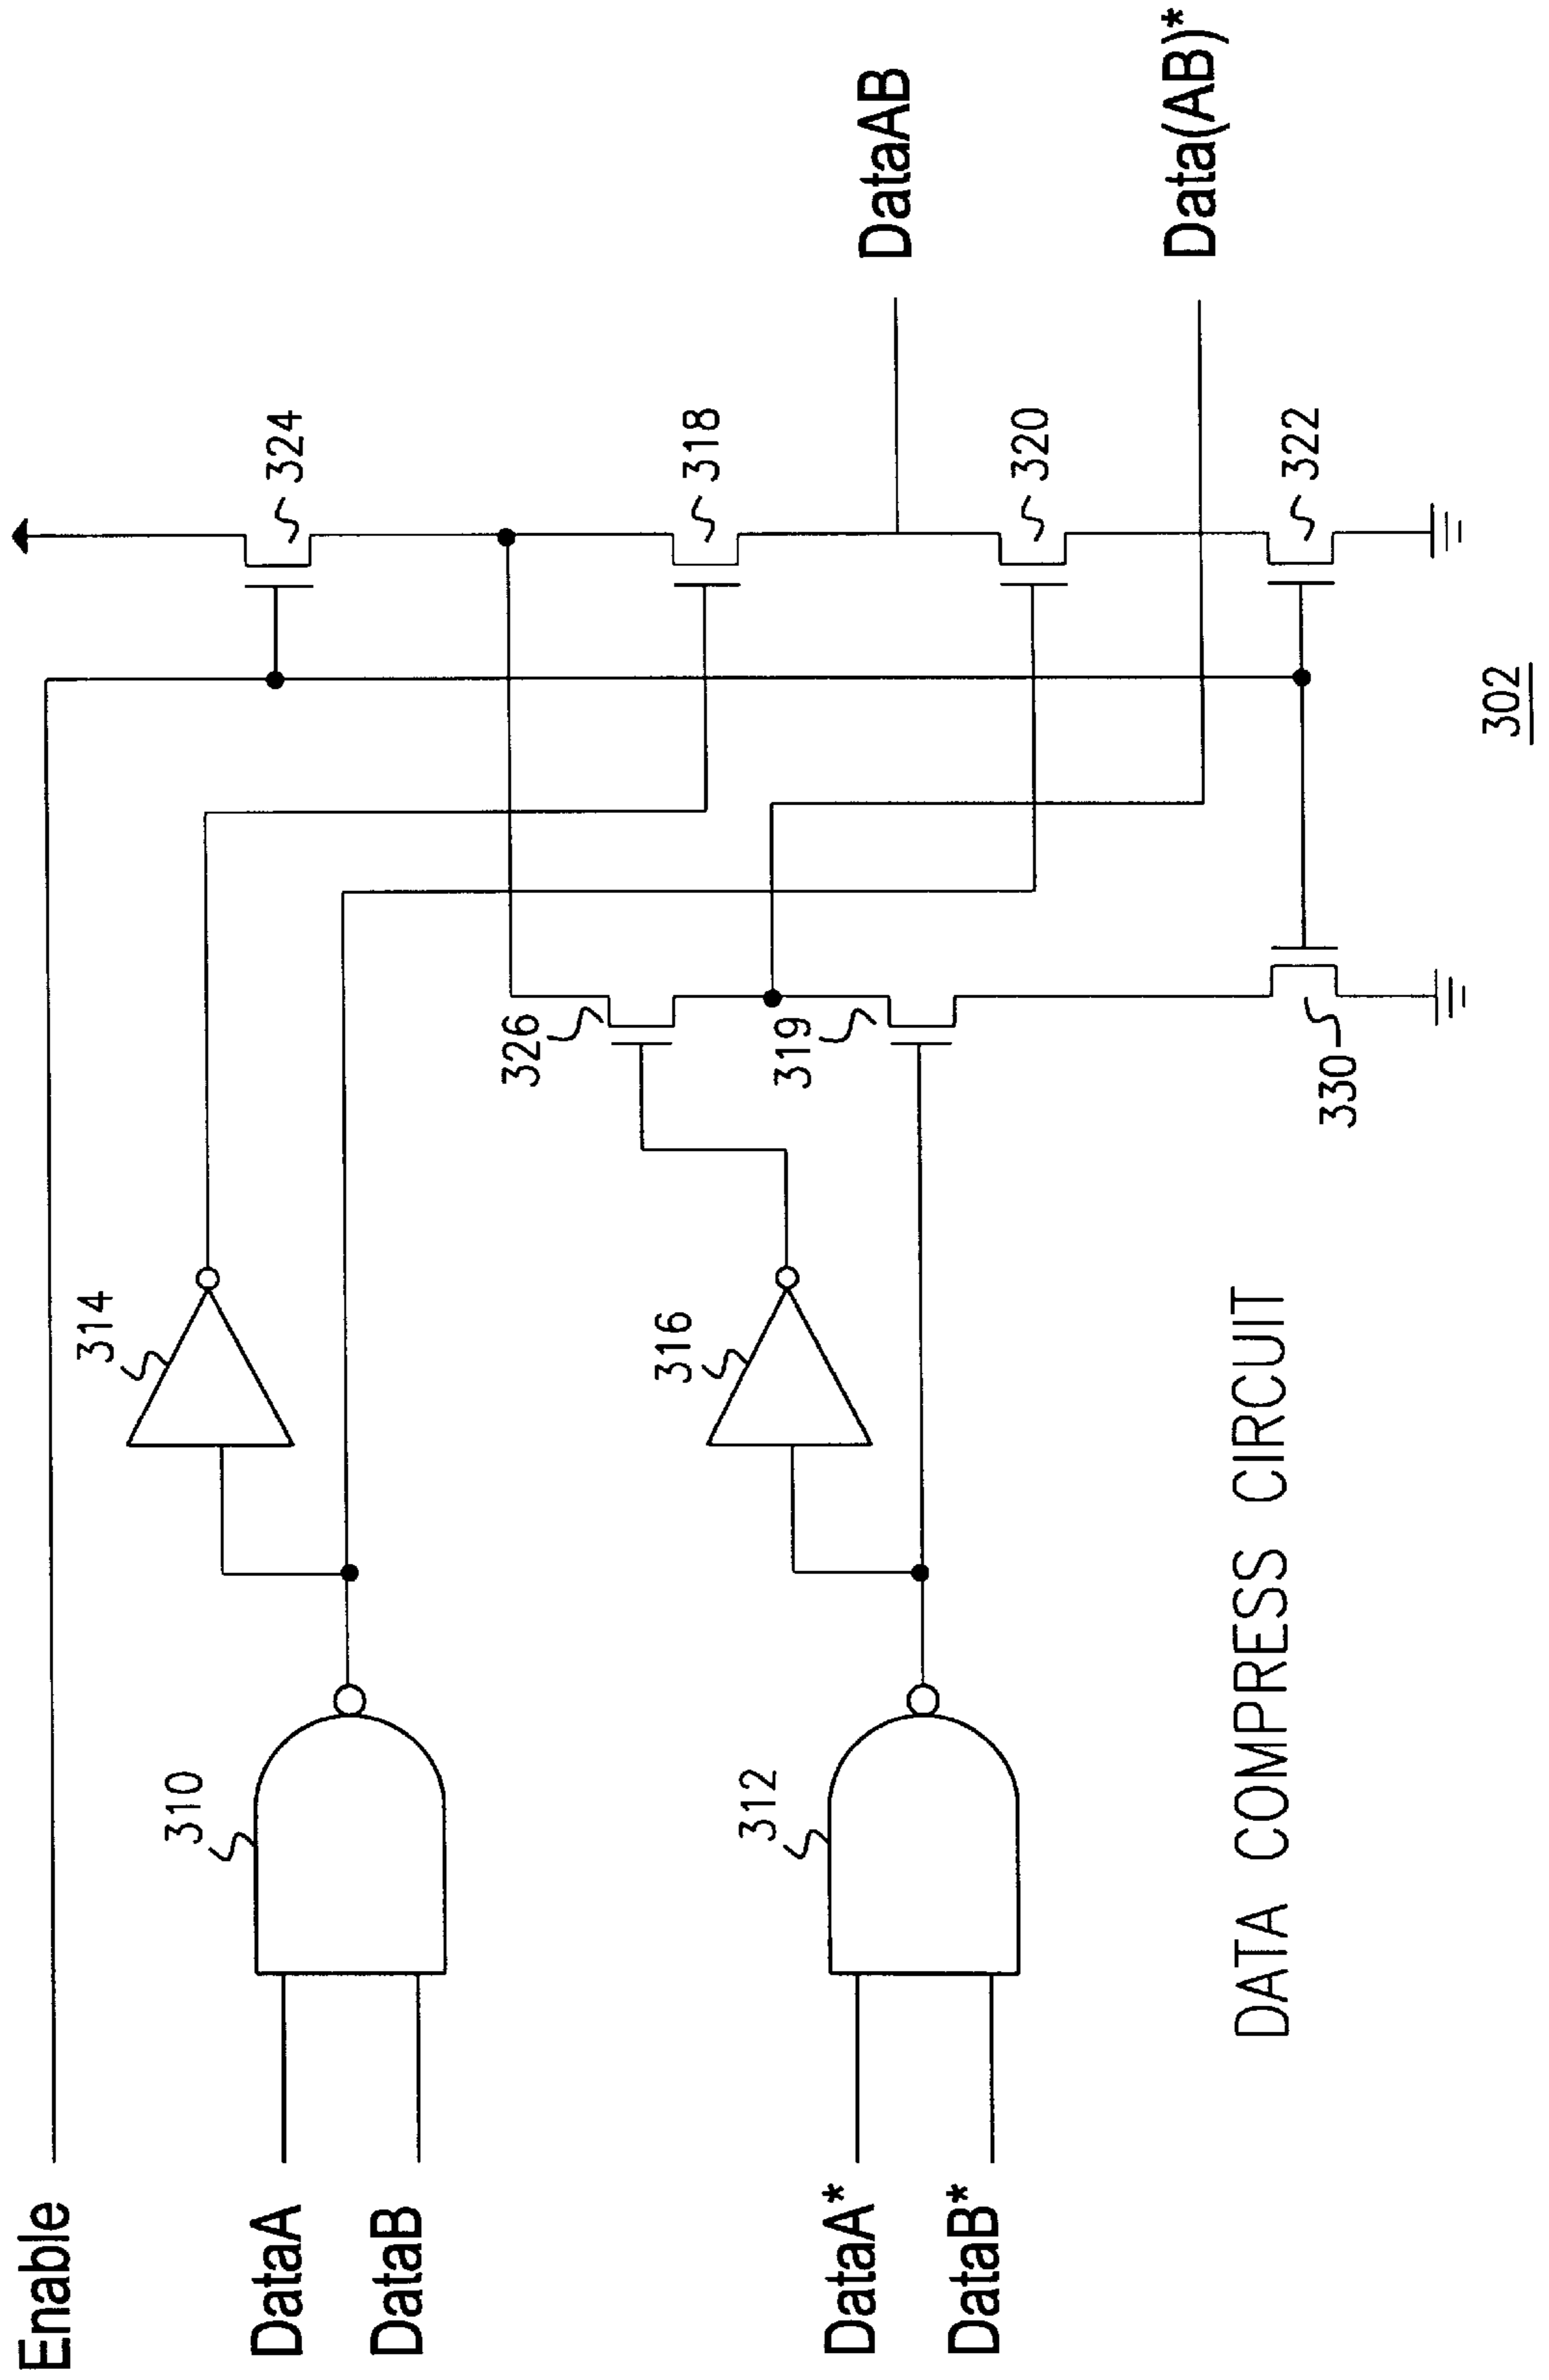 Enable
DataA
DataB
DataA*
DataB*
310
312
314
316
326
319
330
324
318
320
322
DataAB
Data(AB)*
DATA COMPRESS CIRCUIT
302